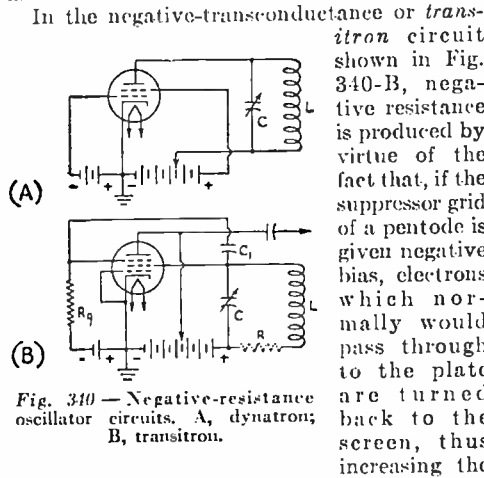 In the negative-transconductance or trans-
itron circuit
shown in Fig.
340-B, nega-
tive resistance
is produced by
virtue of the
fact that, if the
suppressor grid
of a pentode is
given negative
bias, electrons
which nor-
mally would
pass through
to the plate
are turned
back to the
screen, thus
increasing the
(A)
C
L
- + - +
(B)
C1
C
L
Rg
R
- + - +
Fig. 340 — Negative-resistance
oscillator circuits. A, dynatron;
B, transitron.